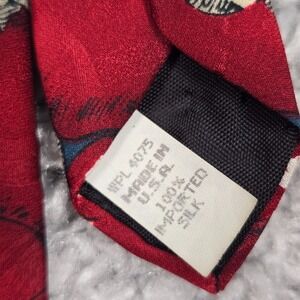 WPL 4075
MADE IN
U.S.A.
100%
IMPORTED
SILK